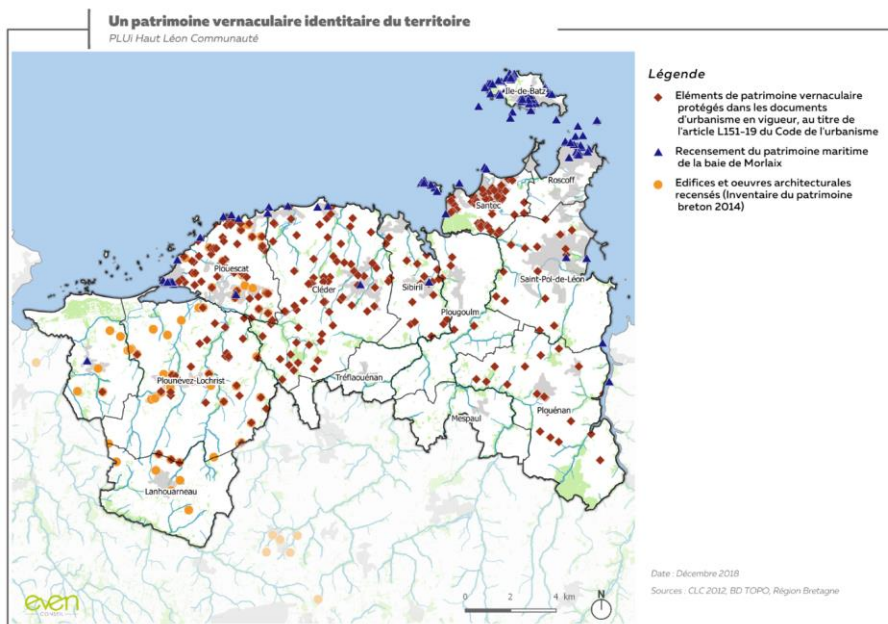 Un patrimoine vernaculaire identitaire du territoire
PLUi Haut Léon Communauté
Légende
Eléments de patrimoine vernaculaire
protégés dans les documents
d'urbanisme en vigueur, au titre de
l'article L151-19 du Code de l'urbanisme
Recensement du patrimoine maritime
de la baie de Morlaix
Edifices et oeuvres architecturales
recensés (Inventaire du patrimoine
breton 2014)
Ile-de-Batz
Roscoff
Santec
Plouescat
Cléder
Sibiril
Saint-Pol-de-Léon
Plougoulm
Plounevez-Lochrist
Tréflaouénan
Plouénan
Mespaul
Lanhouarneau
Date : Décembre 2018
Sources : CLC 2012, BD TOPO, Région Bretagne
even
CONSEIL
0 2 4 km
N